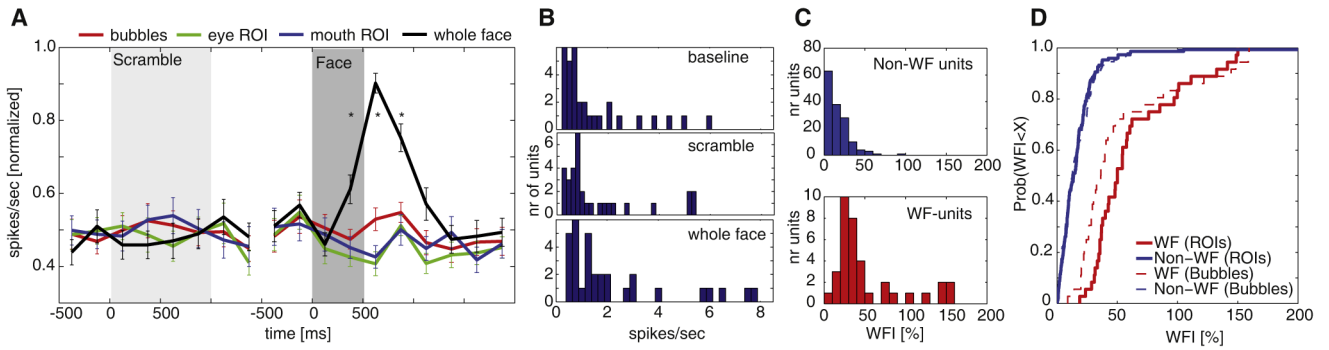 A
bubbles
eye ROI
mouth ROI
whole face
Scramble
Face
*
*
*
1.0
0.8
0.6
0.4
spikes/sec [normalized]
-500
0
500
-500
0
500
time [ms]
B
baseline
scramble
whole face
4
0
6
4
2
0
4
2
0
nr of units
0
2
4
6
8
spikes/sec
C
Non-WF units
80
60
40
20
0
nr units
0
50
100
150
200
WF-units
10
8
6
4
2
0
nr units
0
50
100
150
200
WFI [%]
D
1
0.8
0.6
0.4
0.2
0
Prob(WFI<X)
WF (ROIs)
Non-WF (ROIs)
WF (Bubbles)
Non-WF (Bubbles)
0
50
100
150
200
WFI [%]